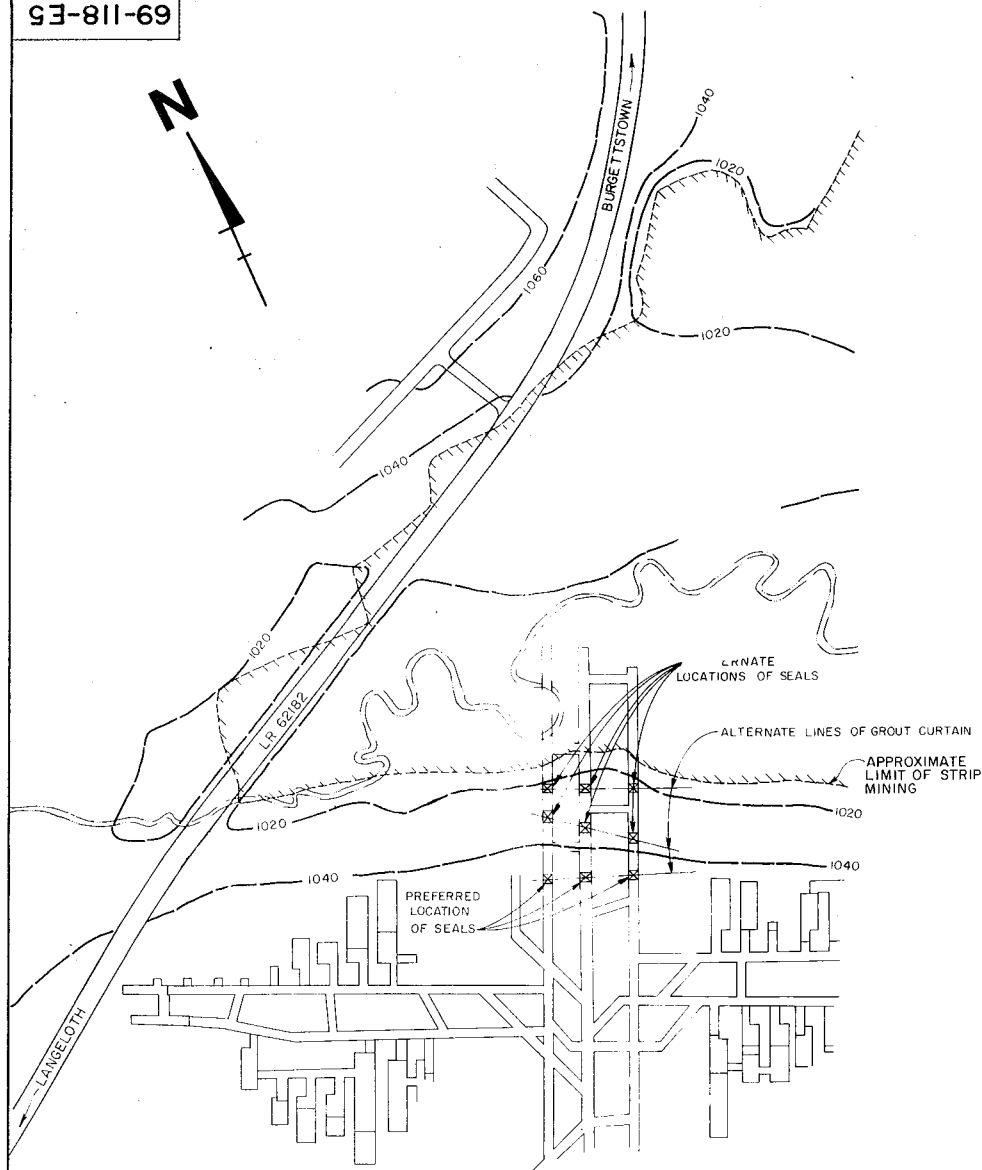 69-118-E5
N
BURGETTSTOWN
1040
1020
1060
1020
1040
1020
LR 62182
LOCATIONS OF SEALS
ALTERNATE LINES OF GROUT CURTAIN
APPROXIMATE
LIMIT OF STRIP
MINING
1020
1020
1040
1040
PREFERRED
LOCATION
OF SEALS
LANGELOTH